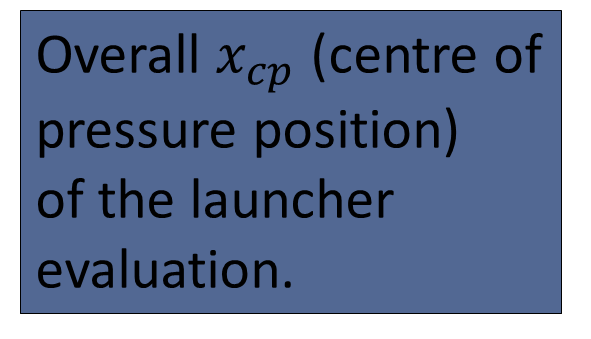 Overall x_cp (centre of
pressure position)
of the launcher
evaluation.